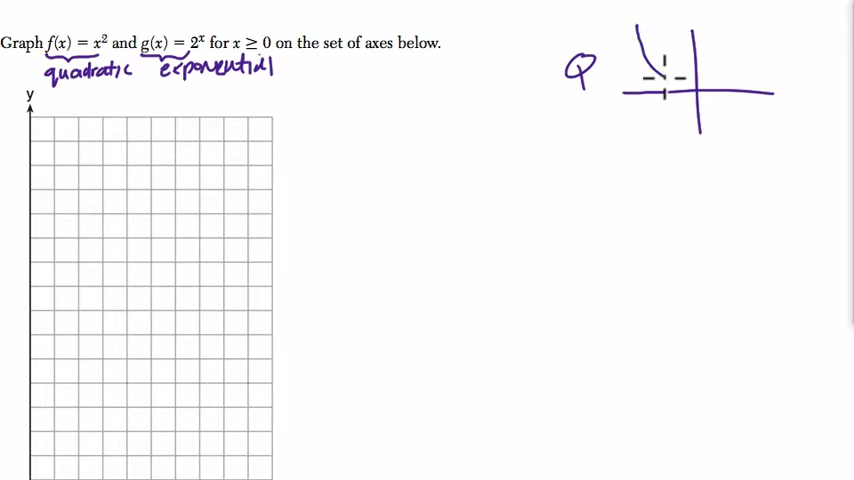 Graph f(x) = x² and g(x) = 2ˣ for x ≥ 0 on the set of axes below.
quadratic exponential
Q
y